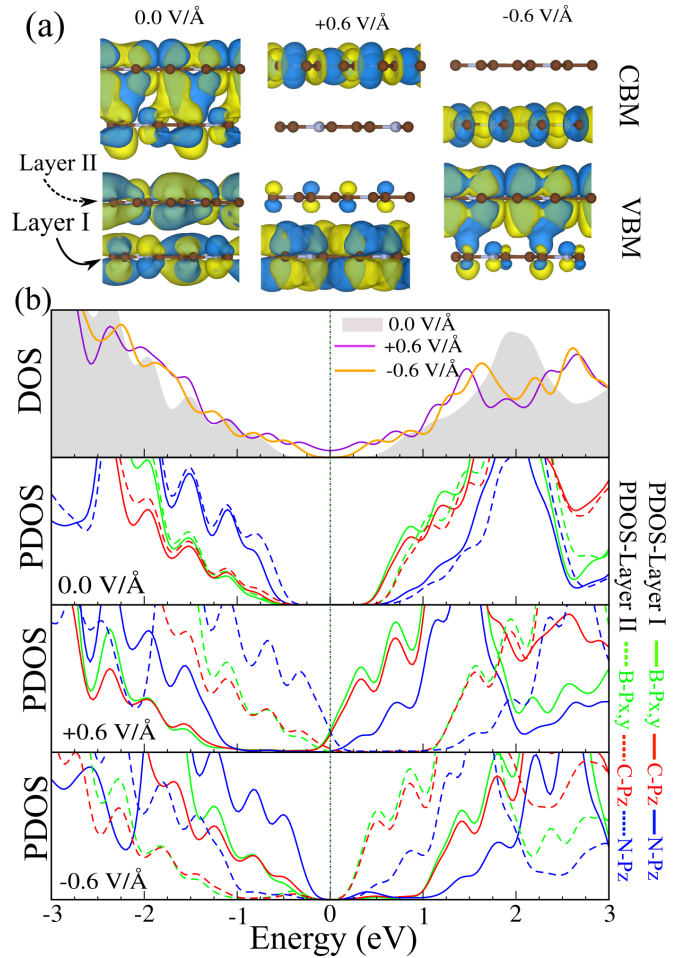 (a)
0.0 V/Å
+0.6 V/Å
-0.6 V/Å
CBM
Layer II
Layer I
VBM
(b)
DOS
0.0 V/Å
+0.6 V/Å
-0.6 V/Å
PDOS
0.0 V/Å
PDOS
+0.6 V/Å
PDOS
-0.6 V/Å
PDOS-Layer I B-Px,y C-Pz N-Pz
PDOS-Layer II B-Px,y C-Pz N-Pz
-3 -2 -1 0 1 2 3
Energy (eV)